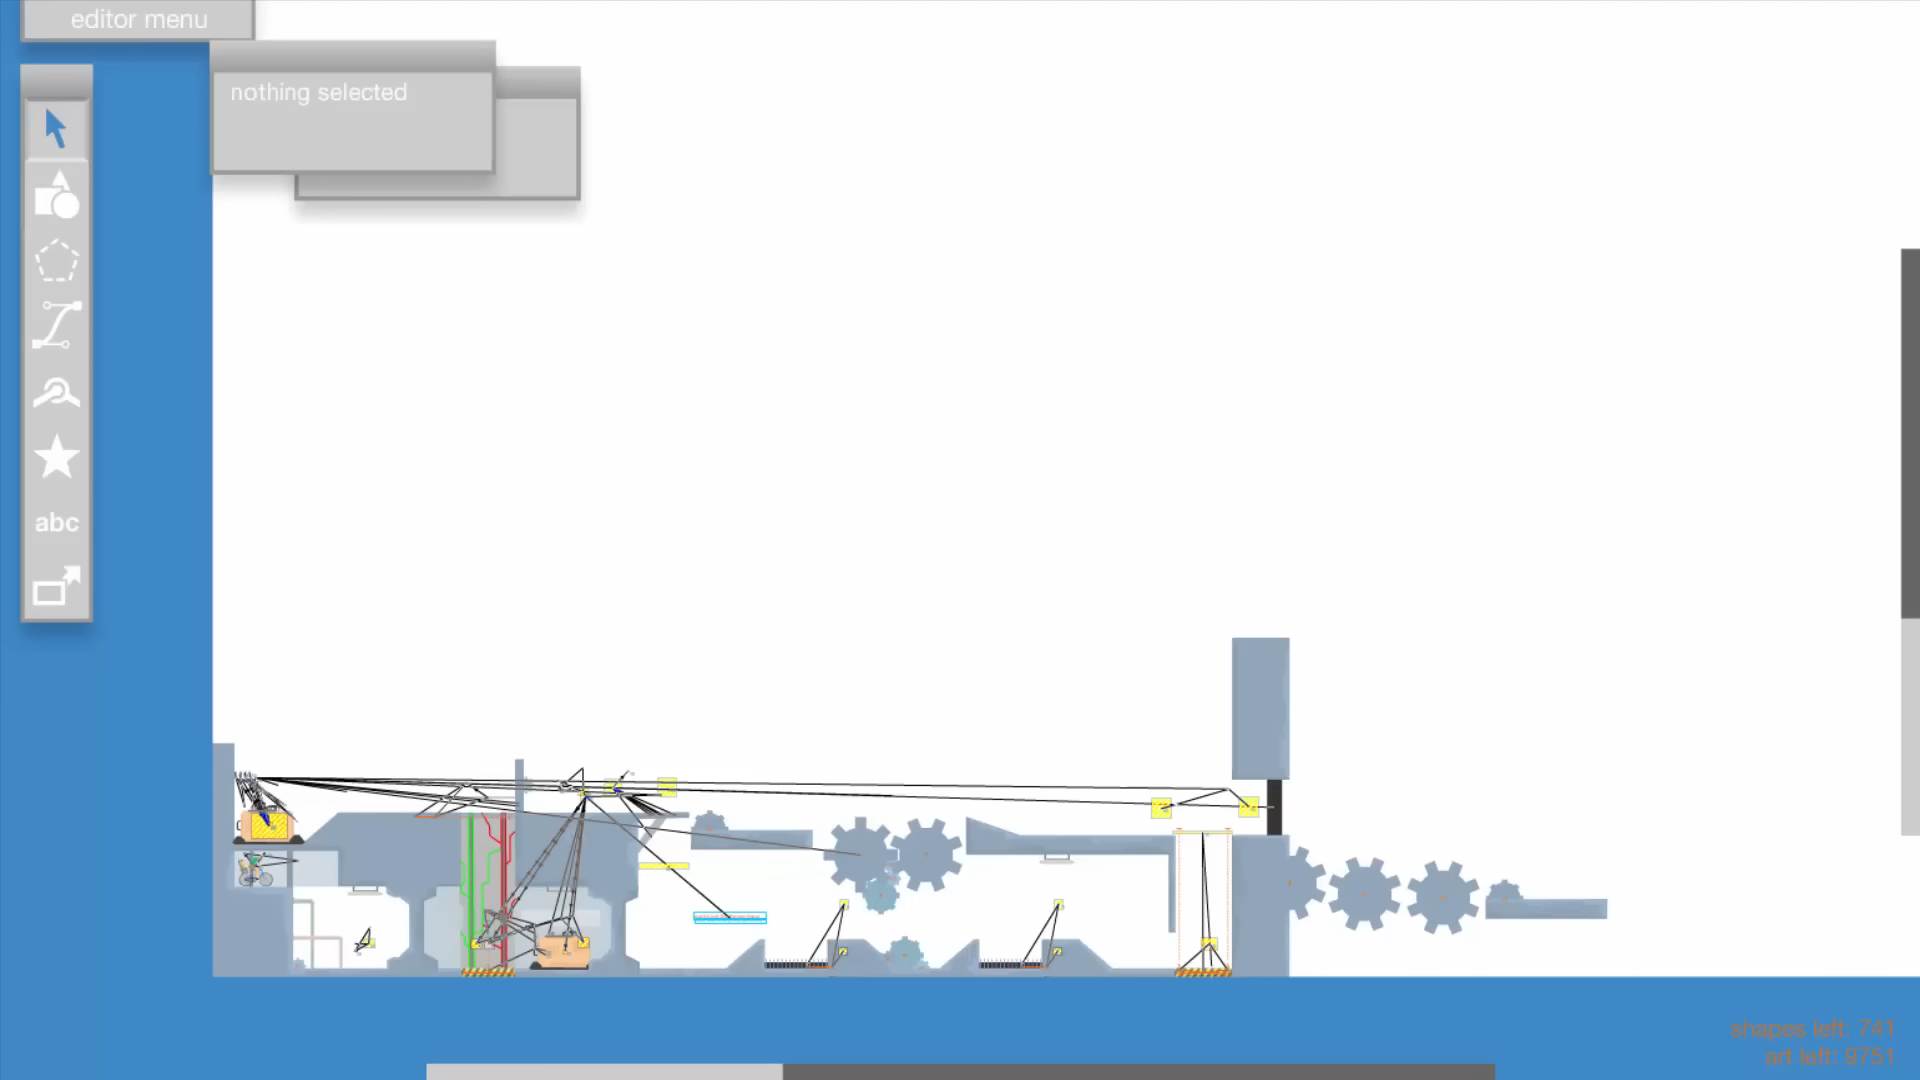 editor menu
nothing selected
abc
shapes left: 741
art left: 9751